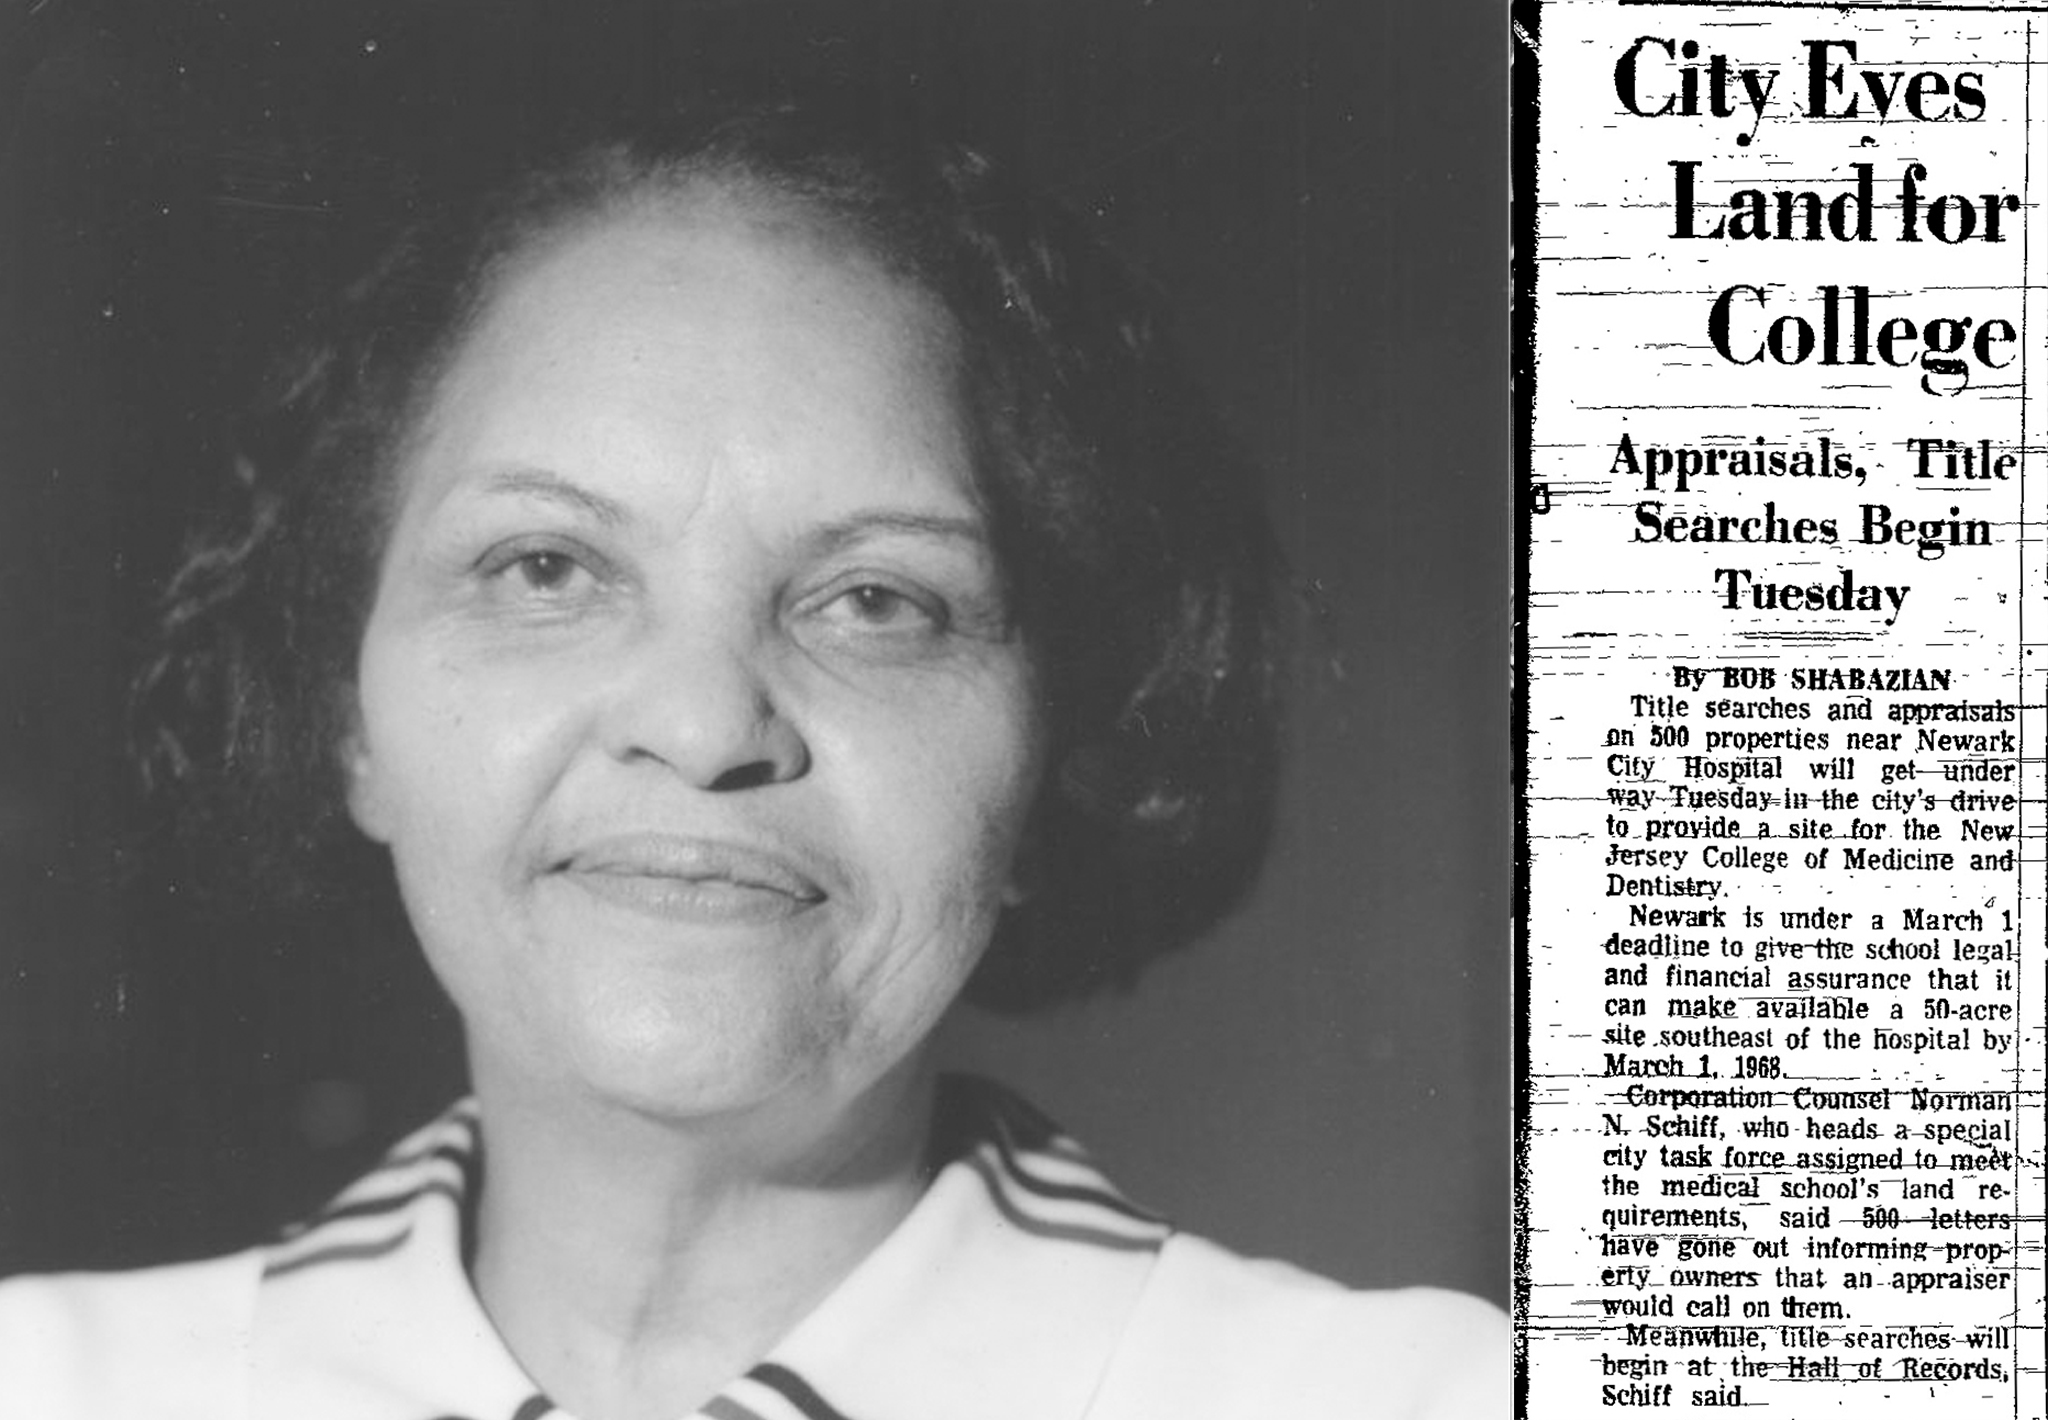 City Eyes
Land for
College
Appraisals, Title
Searches Begin
Tuesday
By BOB SHABAZIAN
Title searches and appraisals
on 500 properties near Newark
City Hospital will get under
way Tuesday in the city's drive
to provide a site for the New
Jersey College of Medicine and
Dentistry.
Newark is under a March 1
deadline to give the school legal
and financial assurance that it
can make available a 50-acre
site southeast of the hospital by
March 1, 1968.
Corporation Counsel Norman
N. Schiff, who heads a special
city task force assigned to meet
the medical school's land re-
quirements, said 500 letters
have gone out informing prop-
erty owners that an appraiser
would call on them.
Meanwhile, title searches will
begin at the Hall of Records,
Schiff said.